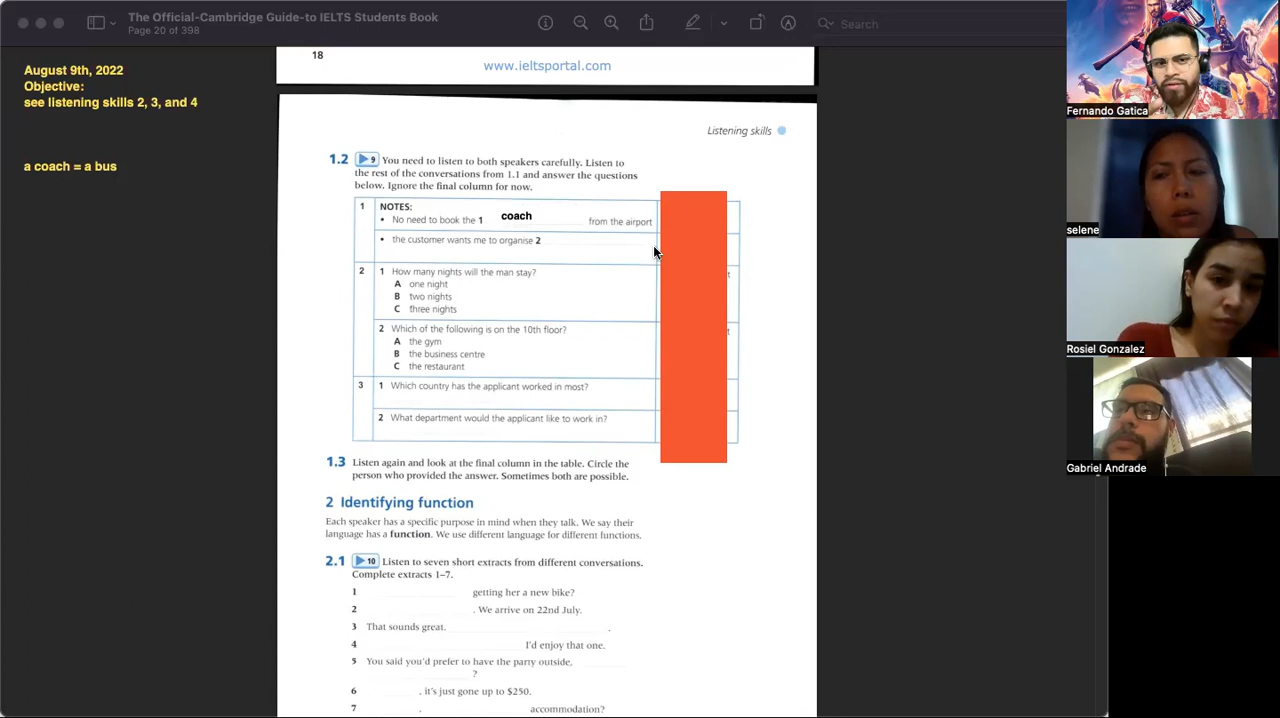 The Official-Cambridge Guide-to IELTS Students Book
Page 20 of 398
Search
August 9th, 2022
Objective:
see listening skills 2, 3, and 4
a coach = a bus
18
www.ieltsportal.com
Listening skills
1.2 9 You need to listen to both speakers carefully. Listen to
the rest of the conversations from 1.1 and answer the questions
below. Ignore the final column for now.
1 NOTES:
• No need to book the 1 coach from the airport
• the customer wants me to organise 2
2 1 How many nights will the man stay?
A one night
B two nights
C three nights
2 Which of the following is on the 10th floor?
A the gym
B the business centre
C the restaurant
3 1 Which country has the applicant worked in most?
2 What department would the applicant like to work in?
1.3 Listen again and look at the final column in the table. Circle the
person who provided the answer. Sometimes both are possible.
2 Identifying function
Each speaker has a specific purpose in mind when they talk. We say their
language has a function. We use different language for different functions.
2.1 10 Listen to seven short extracts from different conversations.
Complete extracts 1–7.
1 getting her a new bike?
2 . We arrive on 22nd July.
3 That sounds great. .
4 I'd enjoy that one.
5 You said you'd prefer to have the party outside,
?
6 , it's just gone up to $250.
7 , accommodation?
Fernando Gatica
selene
Rosiel Gonzalez
Gabriel Andrade